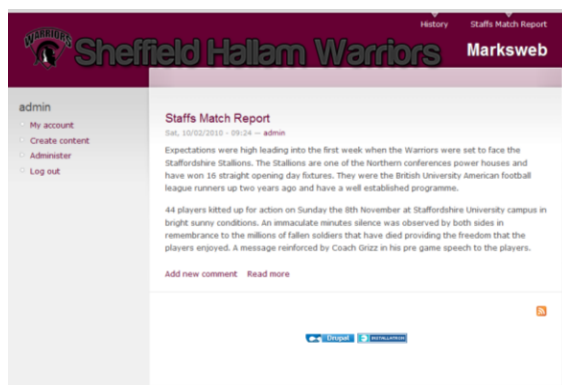 History Staffs Match Report
WARRIORS
Sheffield Hallam Warriors
Marksweb
admin
My account
Create content
Administer
Log out
Staffs Match Report
Sat, 10/02/2010 - 09:24 — admin
Expectations were high leading into the first week when the Warriors were set to face the
Staffordshire Stallions. The Stallions are one of the Northern conferences power houses and
have won 16 straight opening day fixtures. They were the British University American football
league runners up two years ago and have a well established programme.
44 players kitted up for action on Sunday the 8th November at Staffordshire University campus in
bright sunny conditions. An immaculate minutes silence was observed by both sides in
remembrance to the millions of fallen soldiers that have died providing the freedom that the
players enjoyed. A message reinforced by Coach Grizz in his pre game speech to the players.
Add new comment Read more
Drupal INSTALLATRON